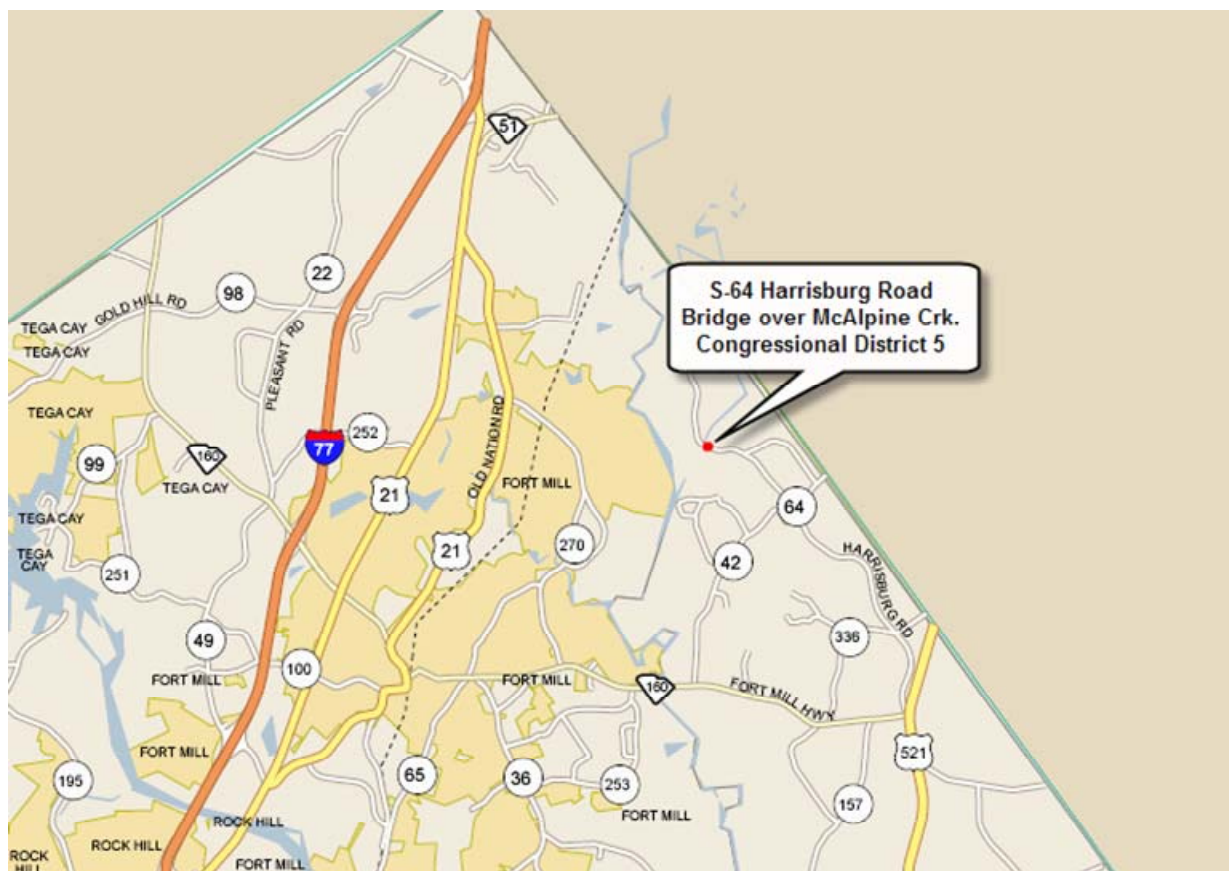 51
S-64 Harrisburg Road
Bridge over McAlpine Crk.
Congressional District 5
22
98
GOLD HILL RD
TEGA CAY
TEGA CAY
PLEASANT RD
TEGA CAY
252
77
160
99
TEGA CAY
21
OLD NATION RD
FORT MILL
TEGA CAY
64
21
270
TEGA
CAY
251
42
HARRISBURG RD
49
336
100
FORT MILL
FORT MILL
160
FORT MILL HWY
FORT MILL
521
195
65
36
253
157
ROCK HILL
FORT MILL
ROCK HILL
ROCK
HILL
FORT MILL